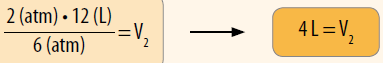 2 (atm) • 12 (L)
6 (atm)
=V₂
4 L = V₂